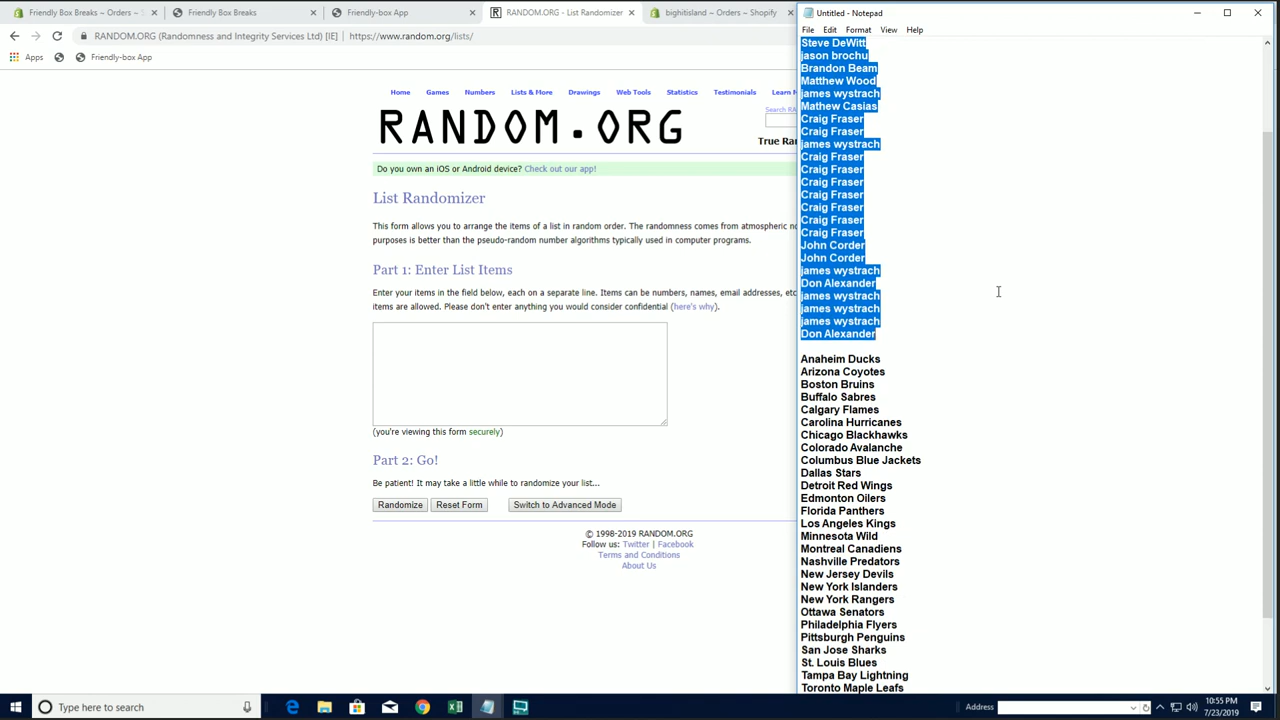 Friendly Box Breaks ~ Orders ~ S
Friendly Box Breaks
Friendly-box App
RANDOM.ORG - List Randomizer
bighitisland ~ Orders ~ Shopify
RANDOM.ORG (Randomness and Integrity Services Ltd) [IE] | https://www.random.org/lists/
Apps
Friendly-box App
Home Games Numbers Lists & More Drawings Web Tools Statistics Testimonials Learn
Search RA
RANDOM.ORG
True Ran
Do you own an iOS or Android device? Check out our app!
List Randomizer
This form allows you to arrange the items of a list in random order. The randomness comes from atmospheric no
purposes is better than the pseudo-random number algorithms typically used in computer programs.
Part 1: Enter List Items
Enter your items in the field below, each on a separate line. Items can be numbers, names, email addresses, etc
items are allowed. Please don't enter anything you would consider confidential (here's why).
(you're viewing this form securely)
Part 2: Go!
Be patient! It may take a little while to randomize your list...
Randomize Reset Form Switch to Advanced Mode
© 1998-2019 RANDOM.ORG
Follow us: Twitter | Facebook
Terms and Conditions
About Us
Untitled - Notepad
File Edit Format View Help
Steve DeWitt
jason brochu
Brandon Beam
Matthew Wood
james wystrach
Mathew Casias
Craig Fraser
Craig Fraser
james wystrach
Craig Fraser
Craig Fraser
Craig Fraser
Craig Fraser
Craig Fraser
Craig Fraser
Craig Fraser
John Corder
John Corder
james wystrach
Don Alexander
james wystrach
james wystrach
james wystrach
Don Alexander
Anaheim Ducks
Arizona Coyotes
Boston Bruins
Buffalo Sabres
Calgary Flames
Carolina Hurricanes
Chicago Blackhawks
Colorado Avalanche
Columbus Blue Jackets
Dallas Stars
Detroit Red Wings
Edmonton Oilers
Florida Panthers
Los Angeles Kings
Minnesota Wild
Montreal Canadiens
Nashville Predators
New Jersey Devils
New York Islanders
New York Rangers
Ottawa Senators
Philadelphia Flyers
Pittsburgh Penguins
San Jose Sharks
St. Louis Blues
Tampa Bay Lightning
Toronto Maple Leafs
Type here to search
Address
10:55 PM
7/23/2019